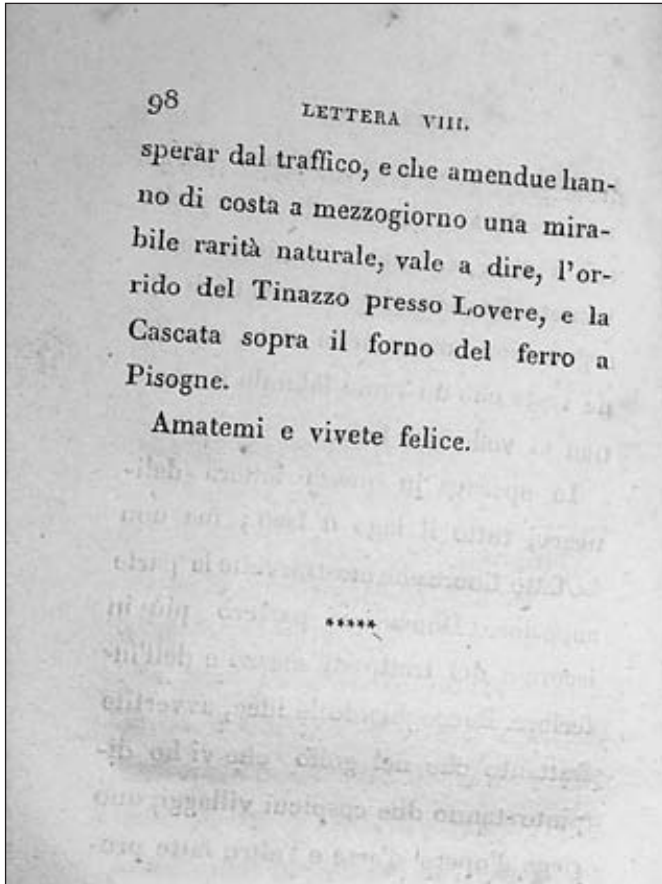 98 LETTERA VIII.
sperar dal traffico, e che amendue han-
no di costa a mezzogiorno una mira-
bile rarità naturale, vale a dire, l'or-
rido del Tinazzo presso Lovere, e la
Cascata sopra il forno del ferro a
Pisogne.
Amatemi e vivete felice.
*****